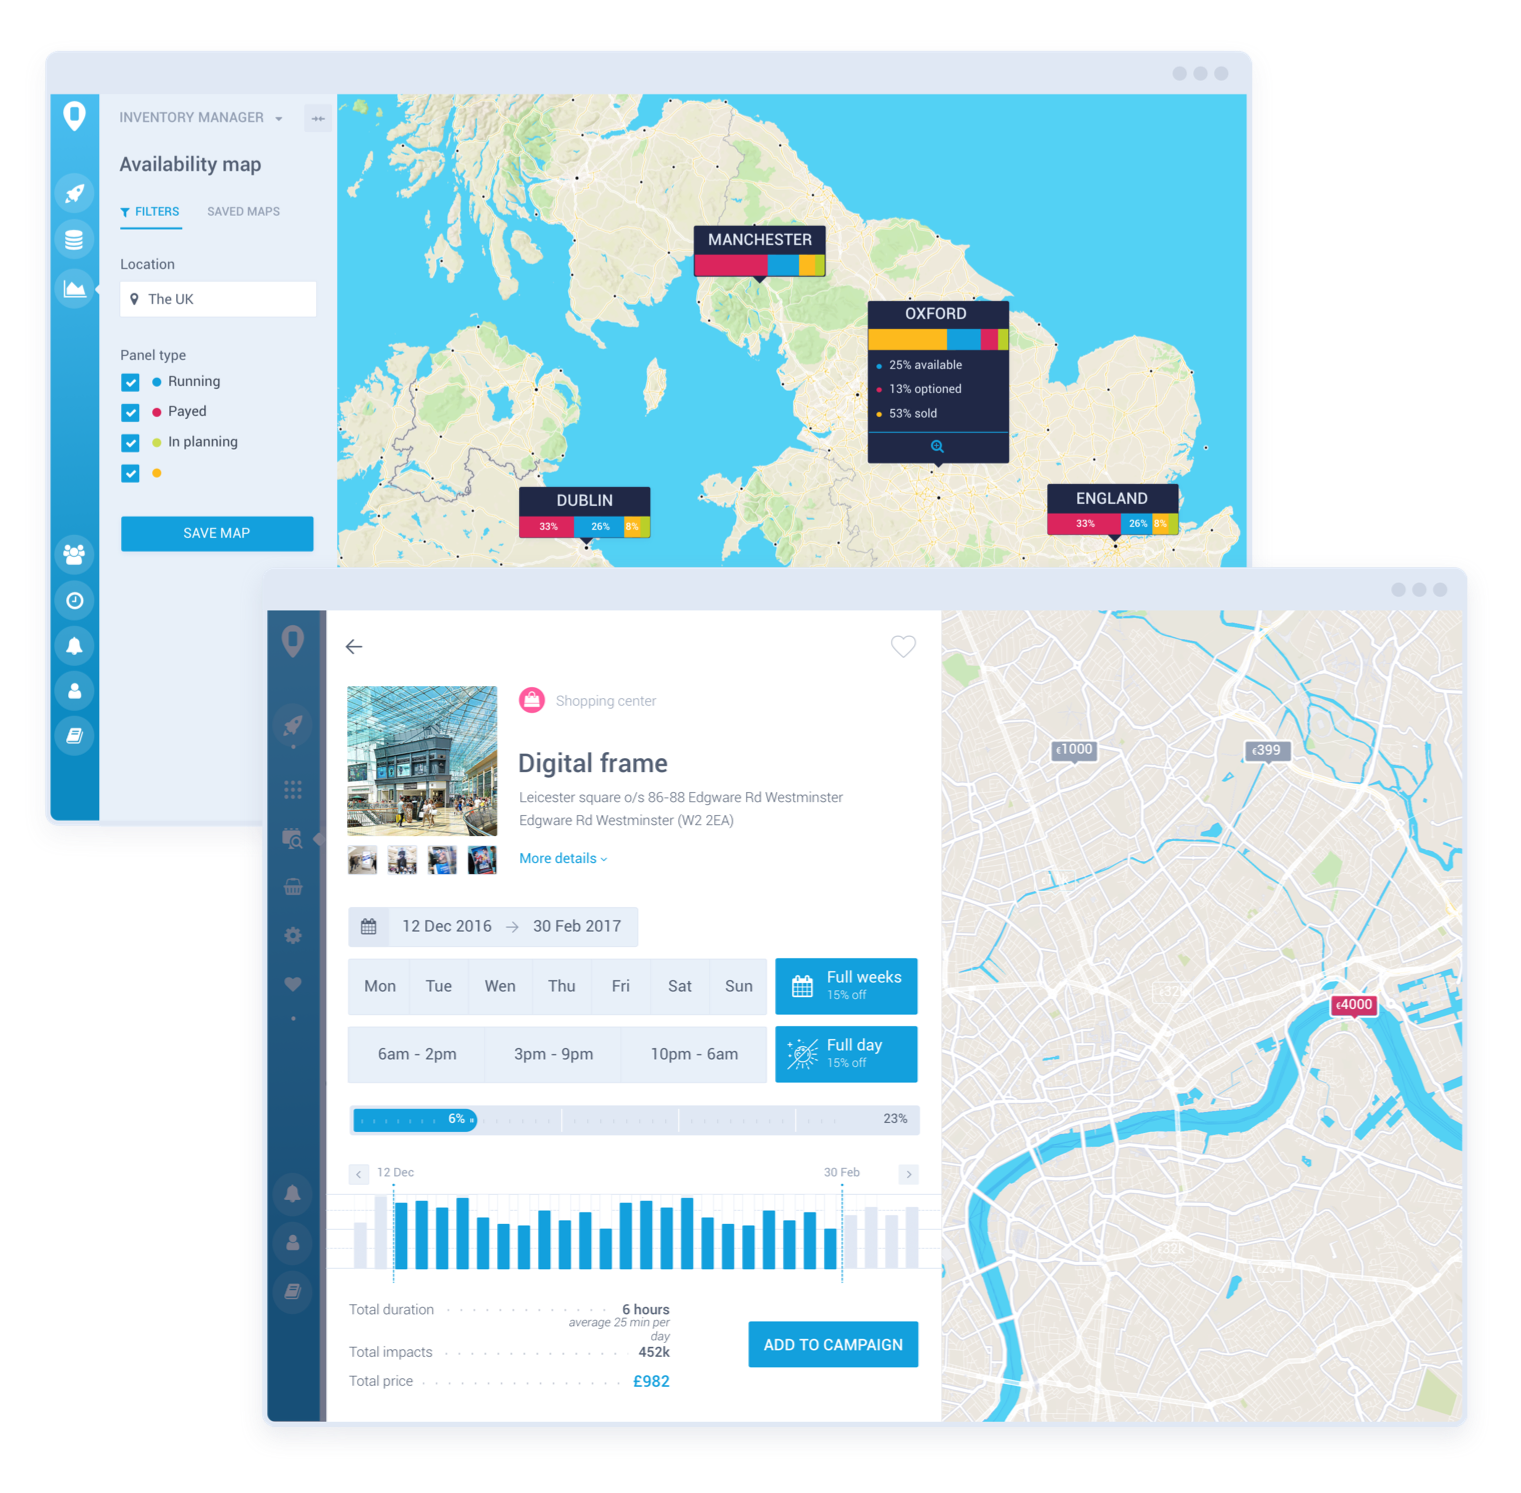 INVENTORY MANAGER
Availability map
FILTERS SAVED MAPS
Location
The UK
Panel type
Running
Payed
In planning
SAVE MAP
MANCHESTER
OXFORD
25% available
13% optioned
53% sold
DUBLIN
33% 26% 8%
ENGLAND
33% 26% 8%
Shopping center
Digital frame
Leicester square o/s 86-88 Edgware Rd Westminster
Edgware Rd Westminster (W2 2EA)
More details
12 Dec 2016 → 30 Feb 2017
Mon Tue Wen Thu Fri Sat Sun
Full weeks
15% off
6am - 2pm 3pm - 9pm 10pm - 6am
Full day
15% off
6% 23%
12 Dec 30 Feb
Total duration 6 hours
average 25 min per
day
Total impacts 452k
Total price £982
ADD TO CAMPAIGN
€1000
€399
€4000
€32k